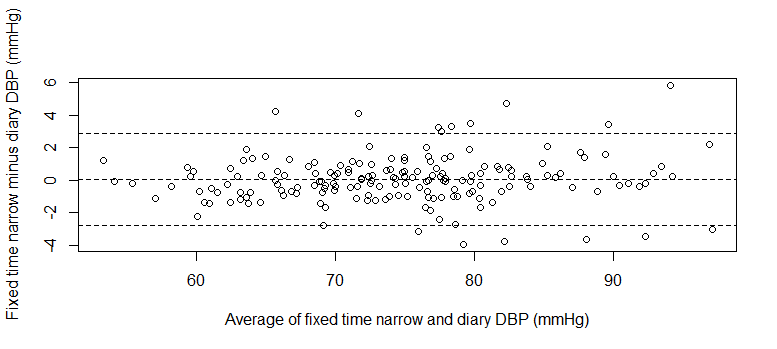 Fixed time narrow minus diary DBP (mmHg)
6
4
2
0
-2
-4
60 70 80 90
Average of fixed time narrow and diary DBP (mmHg)